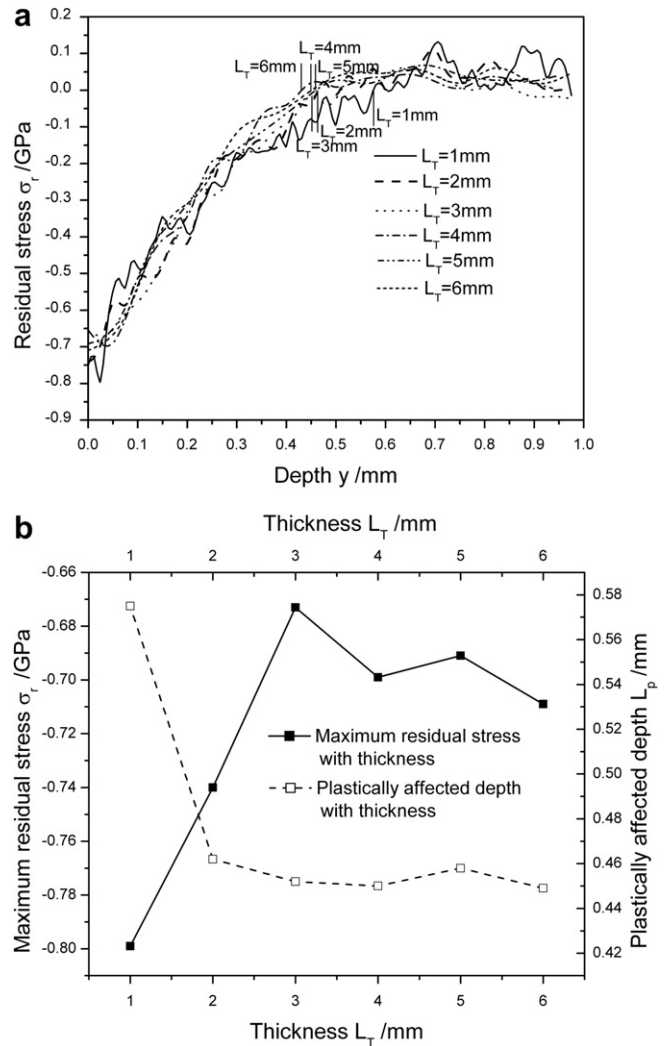 a
0.2
0.1
0.0
-0.1
-0.2
-0.3
-0.4
-0.5
-0.6
-0.7
-0.8
-0.9
Residual stress σr /GPa
LT=4mm
LT=6mm
LT=5mm
LT=1mm
LT=2mm
LT=3mm
LT=1mm
LT=2mm
LT=3mm
LT=4mm
LT=5mm
LT=6mm
0.0 0.1 0.2 0.3 0.4 0.5 0.6 0.7 0.8 0.9 1.0
Depth y /mm
b
Thickness LT /mm
1 2 3 4 5 6
-0.66
-0.68
-0.70
-0.72
-0.74
-0.76
-0.78
-0.80
Maximum residual stress σr /GPa
Maximum residual stress
with thickness
Plastically affected depth
with thickness
0.58
0.56
0.54
0.52
0.50
0.48
0.46
0.44
0.42
Plastically affected depth Lp /mm
1 2 3 4 5 6
Thickness LT /mm